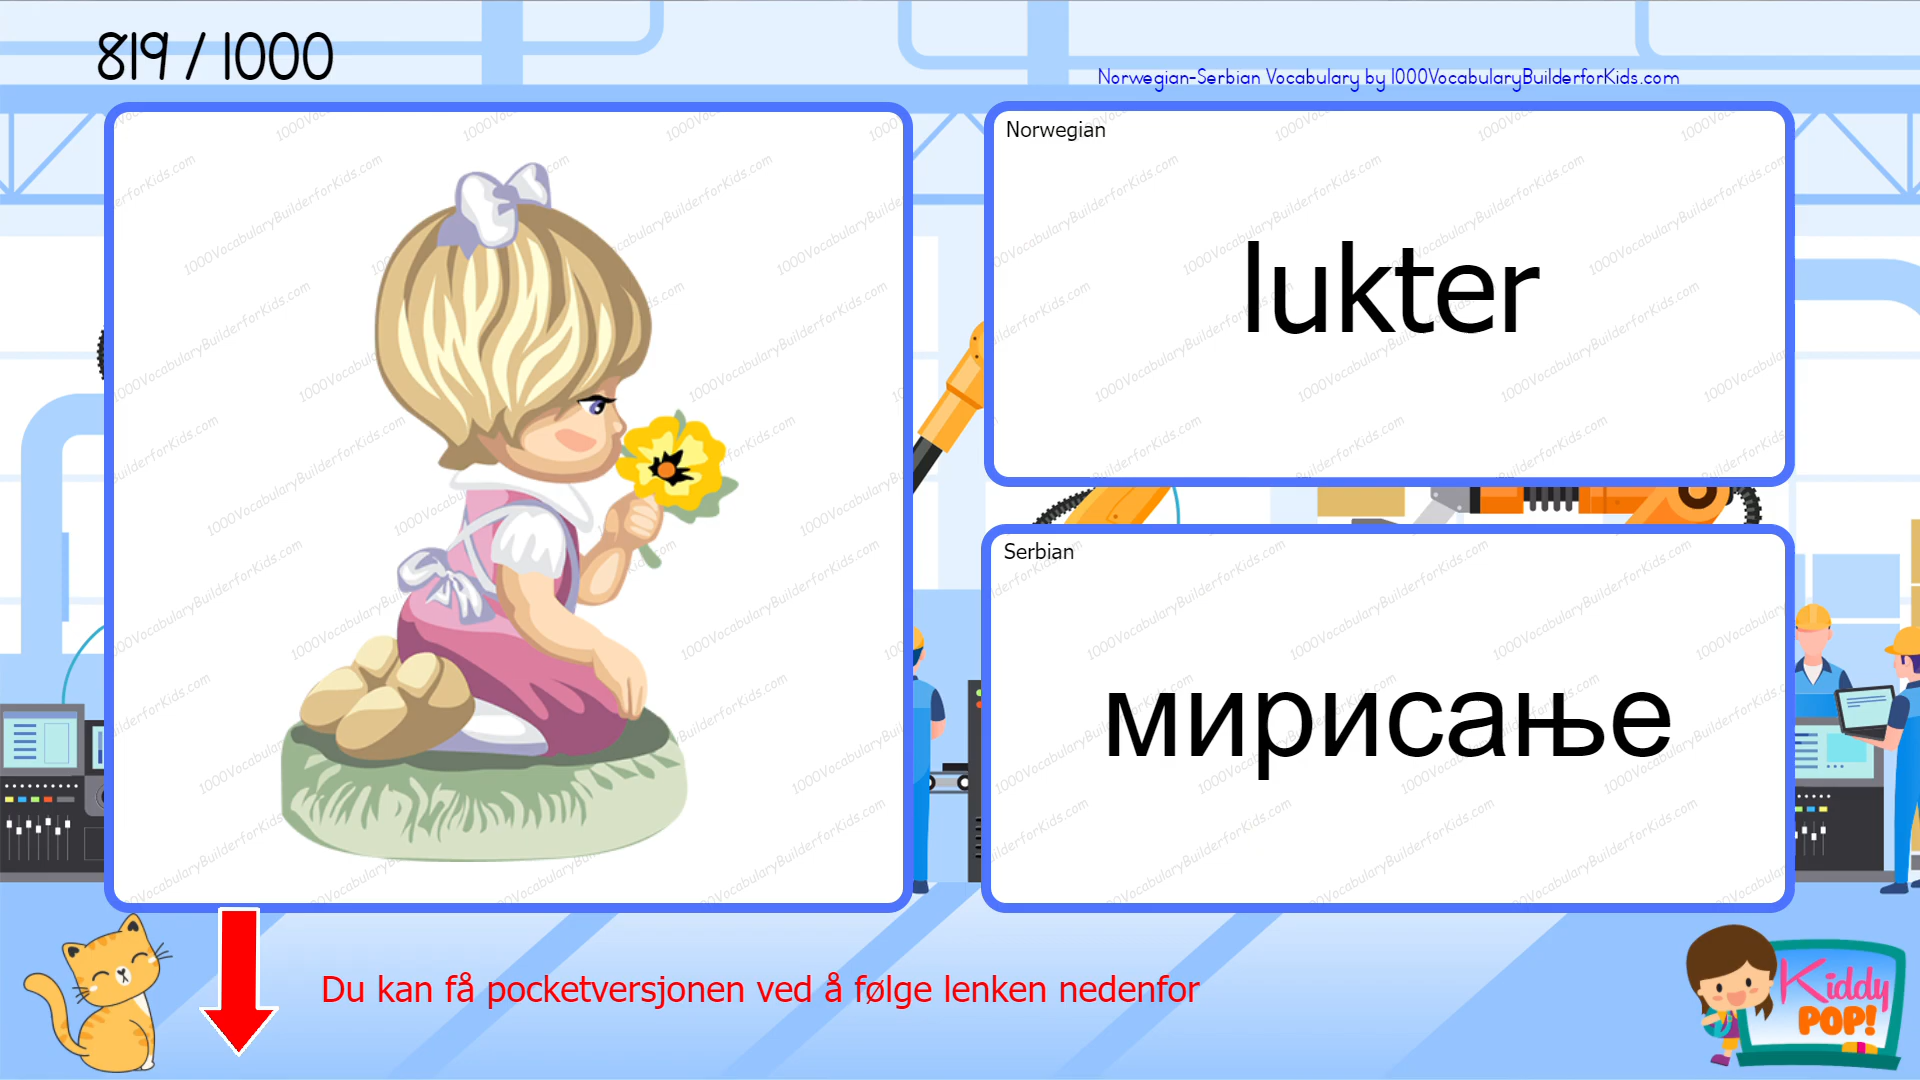 819 / 1000
Norwegian-Serbian Vocabulary by 1000VocabularyBuilderforKids.com
Norwegian
lukter
Serbian
мирисање
Du kan få pocketversjonen ved å følge lenken nedenfor
Kiddy
POP!